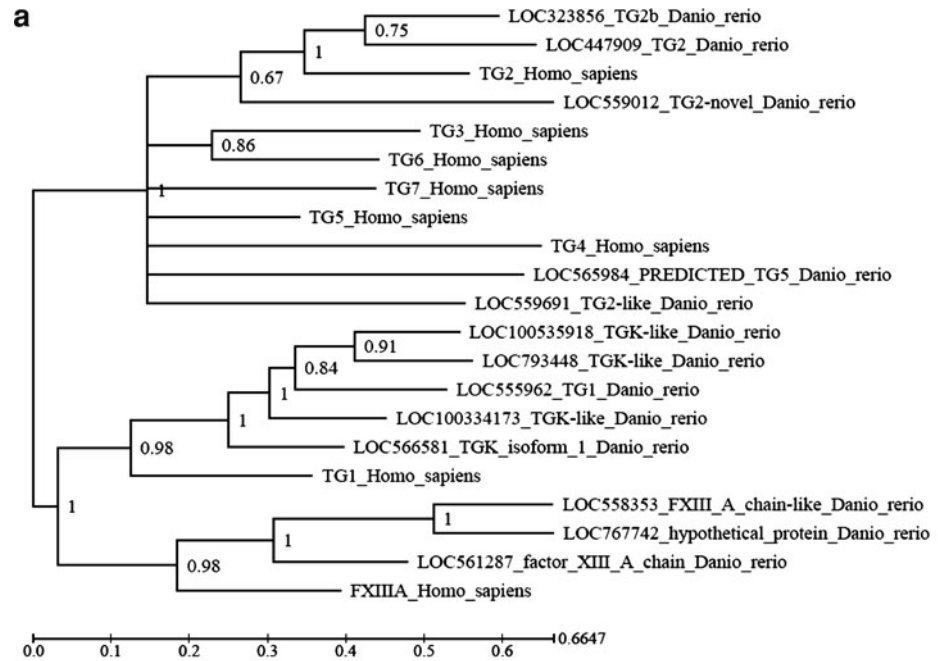 a
LOC323856_TG2b_Danio_rerio
0.75
LOC447909_TG2_Danio_rerio
1
TG2_Homo_sapiens
0.67
LOC559012_TG2-novel_Danio_rerio
TG3_Homo_sapiens
0.86
TG6_Homo_sapiens
TG7_Homo_sapiens
1
TG5_Homo_sapiens
TG4_Homo_sapiens
LOC565984_PREDICTED_TG5_Danio_rerio
LOC559691_TG2-like_Danio_rerio
LOC100535918_TGK-like_Danio_rerio
0.91
LOC793448_TGK-like_Danio_rerio
0.84
LOC555962_TG1_Danio_rerio
1
LOC100334173_TGK-like_Danio_rerio
1
LOC566581_TGK_isoform_1_Danio_rerio
0.98
TG1_Homo_sapiens
1
LOC558353_FXIII_A_chain-like_Danio_rerio
1
LOC767742_hypothetical_protein_Danio_rerio
1
LOC561287_factor_XIII_A_chain_Danio_rerio
0.98
FXIIIA_Homo_sapiens
0.0 0.1 0.2 0.3 0.4 0.5 0.6 0.6647